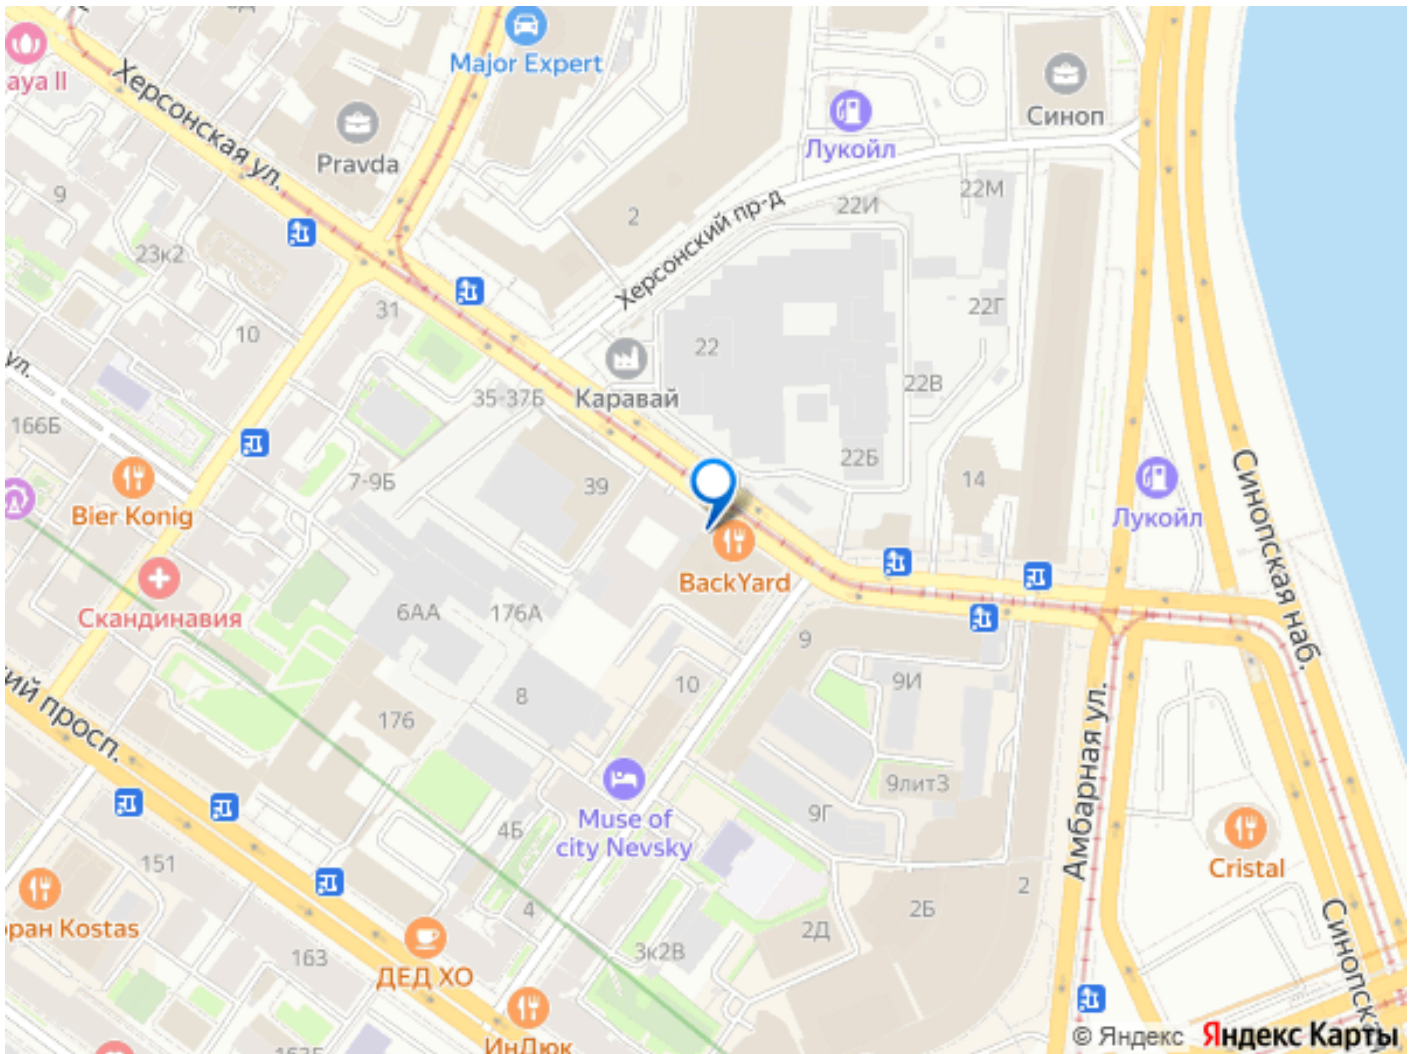 Major Expert
aya II
Херсонская ул.
Pravda
Лукойл
Синоп
9
2
22И
22М
Херсонский пр-д
23к2
31
10
22Г
22
ул.
Каравай
22В
35-37Б
166Б
22Б
7-9Б
39
14
Bier Konig
Лукойл
Синопская наб.
BackYard
Скандинавия
6АА
176А
9
10
9И
8
176
ий просп.
Амбарная ул.
9лит3
Muse of
city Nevsky
9Г
4Б
151
Cristal
2
4
2Б
2Д
3к2В
оран Kostas
163
ДЕД ХО
Синопска
ИнДюк
163Б
© Яндекс Яндекс Карты